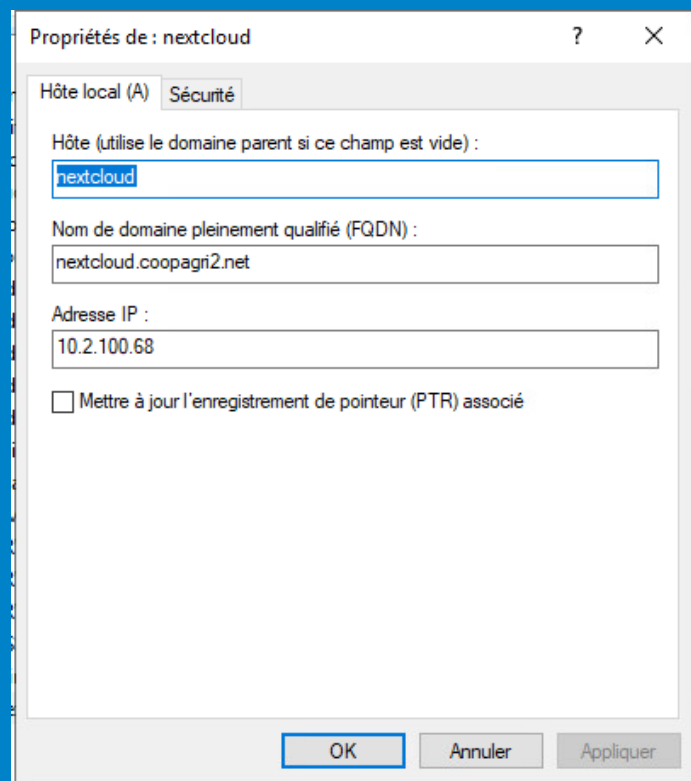 Propriétés de : nextcloud
?
Hôte local (A)
Sécurité
Hôte (utilise le domaine parent si ce champ est vide) :
nextcloud
Nom de domaine pleinement qualifié (FQDN) :
nextcloud.coopagri2.net
Adresse IP :
10.2.100.68
Mettre à jour l'enregistrement de pointeur (PTR) associé
OK
Annuler
Appliquer